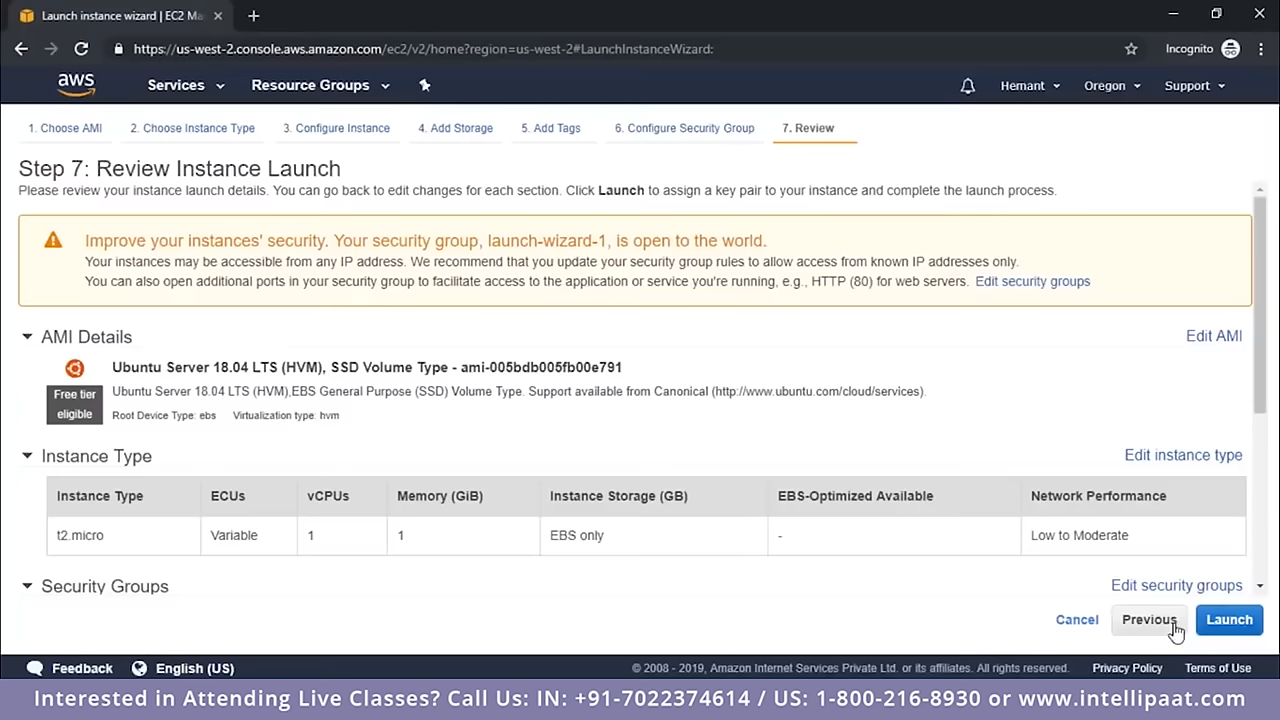 Launch instance wizard | EC2 Ma
https://us-west-2.console.aws.amazon.com/ec2/v2/home?region=us-west-2#LaunchInstanceWizard:
Incognito
aws
Services
Resource Groups
Hemant
Oregon
Support
1. Choose AMI
2. Choose Instance Type
3. Configure Instance
4. Add Storage
5. Add Tags
6. Configure Security Group
7. Review
Step 7: Review Instance Launch
Please review your instance launch details. You can go back to edit changes for each section. Click Launch to assign a key pair to your instance and complete the launch process.
Improve your instances' security. Your security group, launch-wizard-1, is open to the world.
Your instances may be accessible from any IP address. We recommend that you update your security group rules to allow access from known IP addresses only.
You can also open additional ports in your security group to facilitate access to the application or service you're running, e.g., HTTP (80) for web servers. Edit security groups
AMI Details
Edit AMI
Ubuntu Server 18.04 LTS (HVM), SSD Volume Type - ami-005bdb005fb00e791
Free tier
eligible
Ubuntu Server 18.04 LTS (HVM),EBS General Purpose (SSD) Volume Type. Support available from Canonical (http://www.ubuntu.com/cloud/services).
Root Device Type: ebs Virtualization type: hvm
Instance Type
Edit instance type
Instance Type ECUs vCPUs Memory (GiB) Instance Storage (GB) EBS-Optimized Available Network Performance
t2.micro Variable 1 1 EBS only - Low to Moderate
Security Groups
Edit security groups
Cancel
Previous
Launch
Feedback
English (US)
© 2008 - 2019, Amazon Internet Services Private Ltd. or its affiliates. All rights reserved.
Privacy Policy
Terms of Use
Interested in Attending Live Classes? Call Us: IN: +91-7022374614 / US: 1-800-216-8930 or www.intellipaat.com